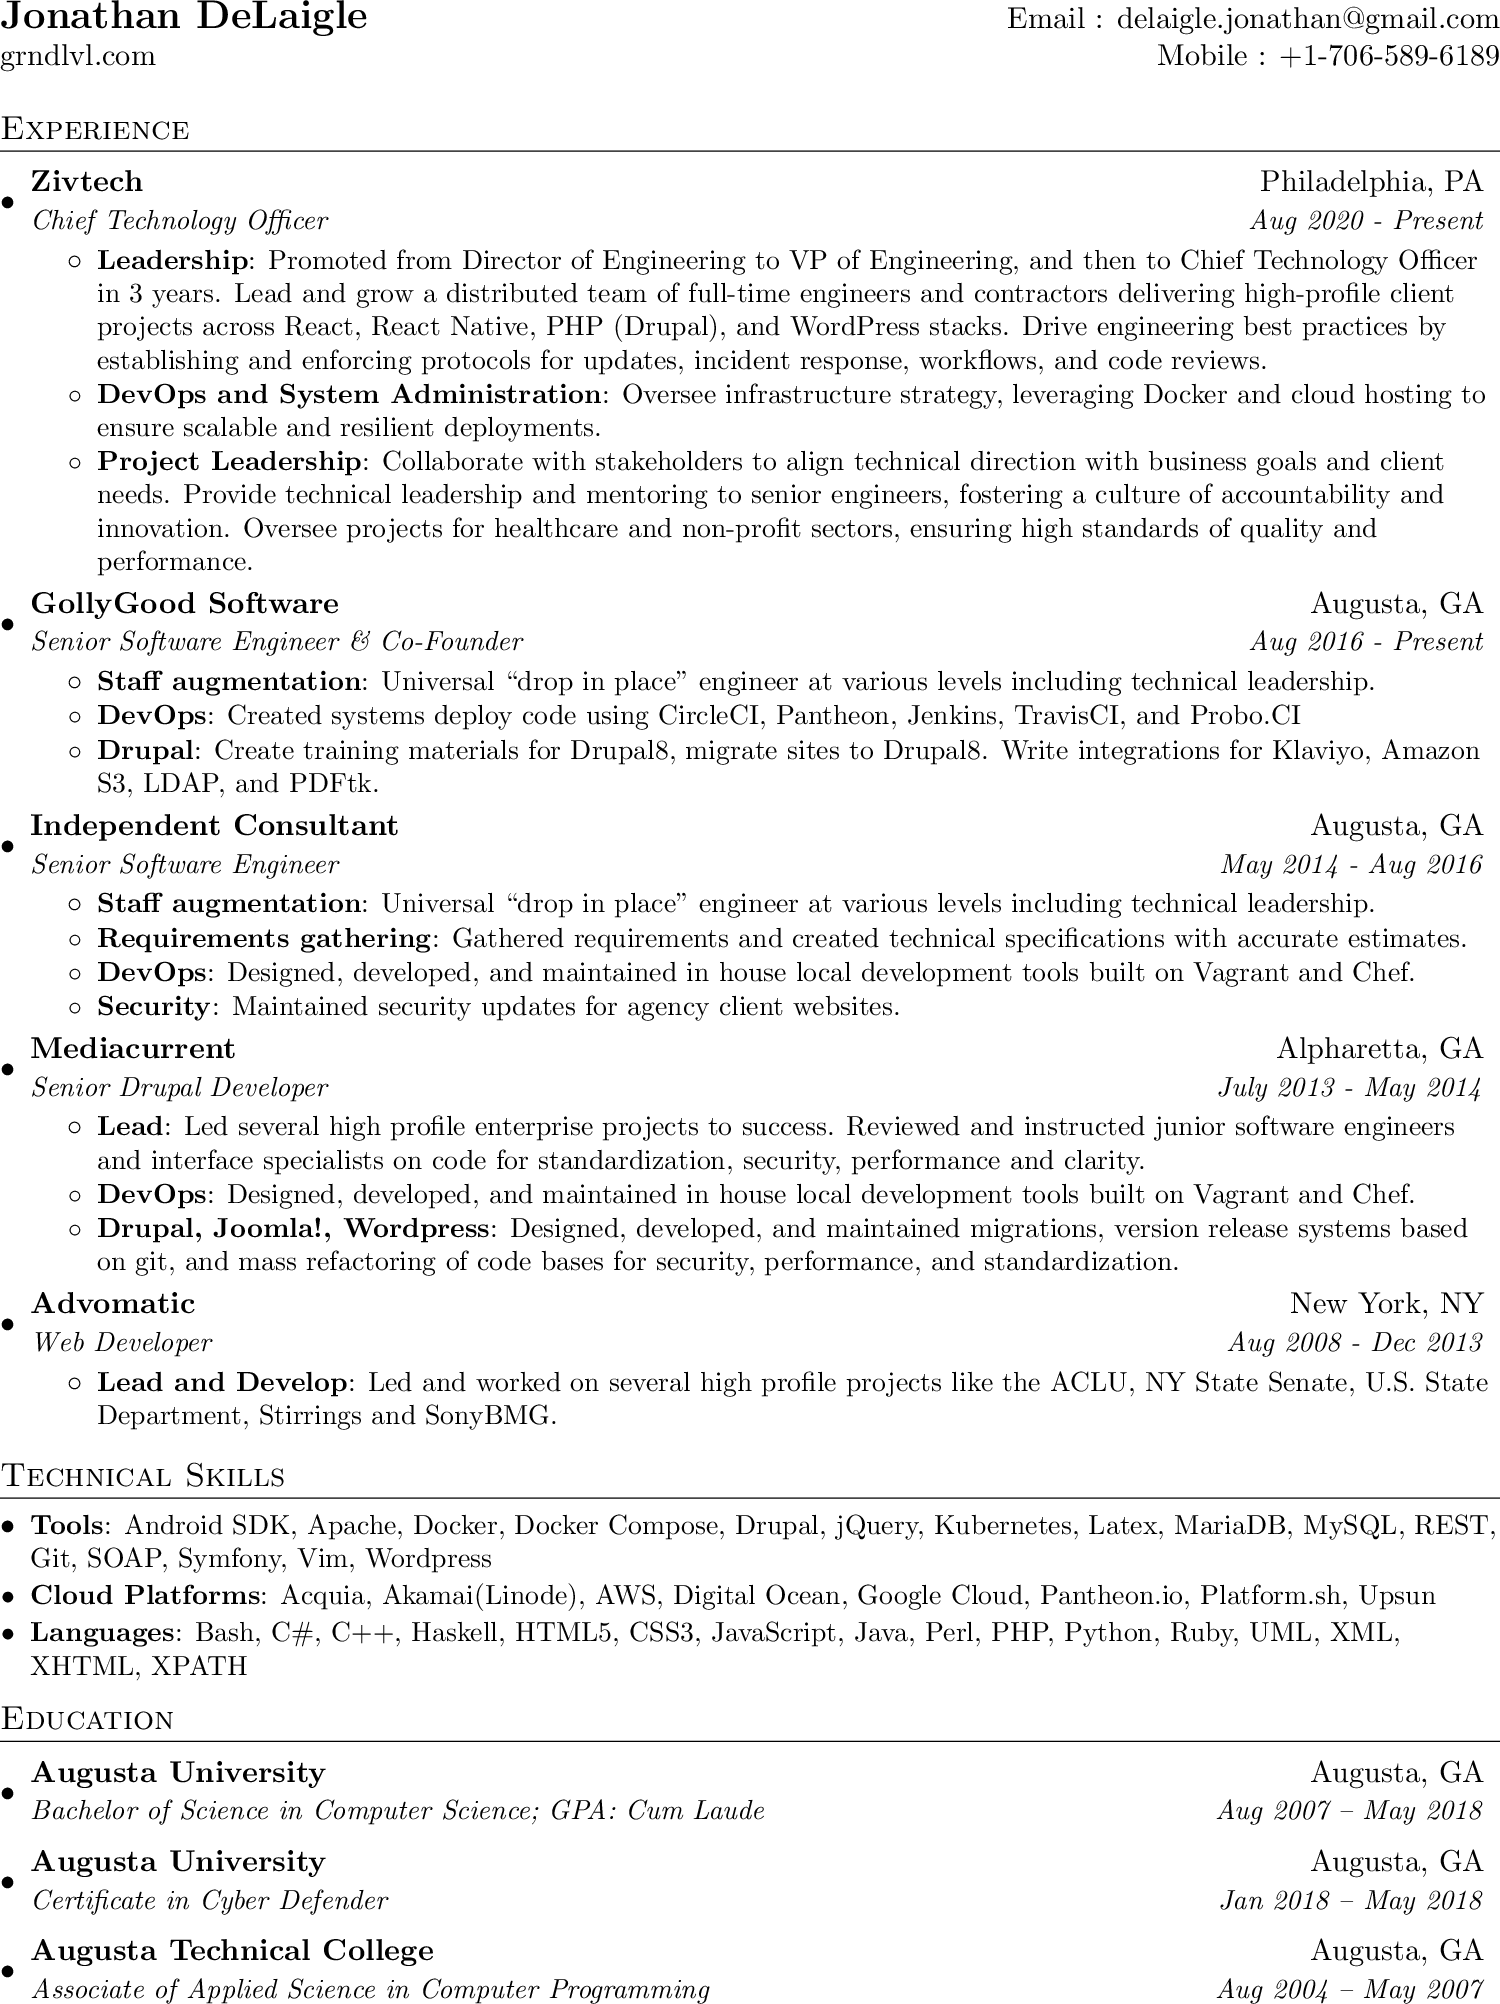 Jonathan DeLaigle Email : delaigle.jonathan@gmail.com
grndlvl.com Mobile : +1-706-589-6189
Experience
• Zivtech Philadelphia, PA
Chief Technology Officer Aug 2020 - Present
◦ Leadership: Promoted from Director of Engineering to VP of Engineering, and then to Chief Technology Officer
in 3 years. Lead and grow a distributed team of full-time engineers and contractors delivering high-profile client
projects across React, React Native, PHP (Drupal), and WordPress stacks. Drive engineering best practices by
establishing and enforcing protocols for updates, incident response, workflows, and code reviews.
◦ DevOps and System Administration: Oversee infrastructure strategy, leveraging Docker and cloud hosting to
ensure scalable and resilient deployments.
◦ Project Leadership: Collaborate with stakeholders to align technical direction with business goals and client
needs. Provide technical leadership and mentoring to senior engineers, fostering a culture of accountability and
innovation. Oversee projects for healthcare and non-profit sectors, ensuring high standards of quality and
performance.
• GollyGood Software Augusta, GA
Senior Software Engineer & Co-Founder Aug 2016 - Present
◦ Staff augmentation: Universal “drop in place” engineer at various levels including technical leadership.
◦ DevOps: Created systems deploy code using CircleCI, Pantheon, Jenkins, TravisCI, and Probo.CI
◦ Drupal: Create training materials for Drupal8, migrate sites to Drupal8. Write integrations for Klaviyo, Amazon
S3, LDAP, and PDFtk.
• Independent Consultant Augusta, GA
Senior Software Engineer May 2014 - Aug 2016
◦ Staff augmentation: Universal “drop in place” engineer at various levels including technical leadership.
◦ Requirements gathering: Gathered requirements and created technical specifications with accurate estimates.
◦ DevOps: Designed, developed, and maintained in house local development tools built on Vagrant and Chef.
◦ Security: Maintained security updates for agency client websites.
• Mediacurrent Alpharetta, GA
Senior Drupal Developer July 2013 - May 2014
◦ Lead: Led several high profile enterprise projects to success. Reviewed and instructed junior software engineers
and interface specialists on code for standardization, security, performance and clarity.
◦ DevOps: Designed, developed, and maintained in house local development tools built on Vagrant and Chef.
◦ Drupal, Joomla!, Wordpress: Designed, developed, and maintained migrations, version release systems based
on git, and mass refactoring of code bases for security, performance, and standardization.
• Advomatic New York, NY
Web Developer Aug 2008 - Dec 2013
◦ Lead and Develop: Led and worked on several high profile projects like the ACLU, NY State Senate, U.S. State
Department, Stirrings and SonyBMG.
Technical Skills
• Tools: Android SDK, Apache, Docker, Docker Compose, Drupal, jQuery, Kubernetes, Latex, MariaDB, MySQL, REST,
Git, SOAP, Symfony, Vim, Wordpress
• Cloud Platforms: Acquia, Akamai(Linode), AWS, Digital Ocean, Google Cloud, Pantheon.io, Platform.sh, Upsun
• Languages: Bash, C#, C++, Haskell, HTML5, CSS3, JavaScript, Java, Perl, PHP, Python, Ruby, UML, XML,
XHTML, XPATH
Education
• Augusta University Augusta, GA
Bachelor of Science in Computer Science; GPA: Cum Laude Aug 2007 – May 2018
• Augusta University Augusta, GA
Certificate in Cyber Defender Jan 2018 – May 2018
• Augusta Technical College Augusta, GA
Associate of Applied Science in Computer Programming Aug 2004 – May 2007